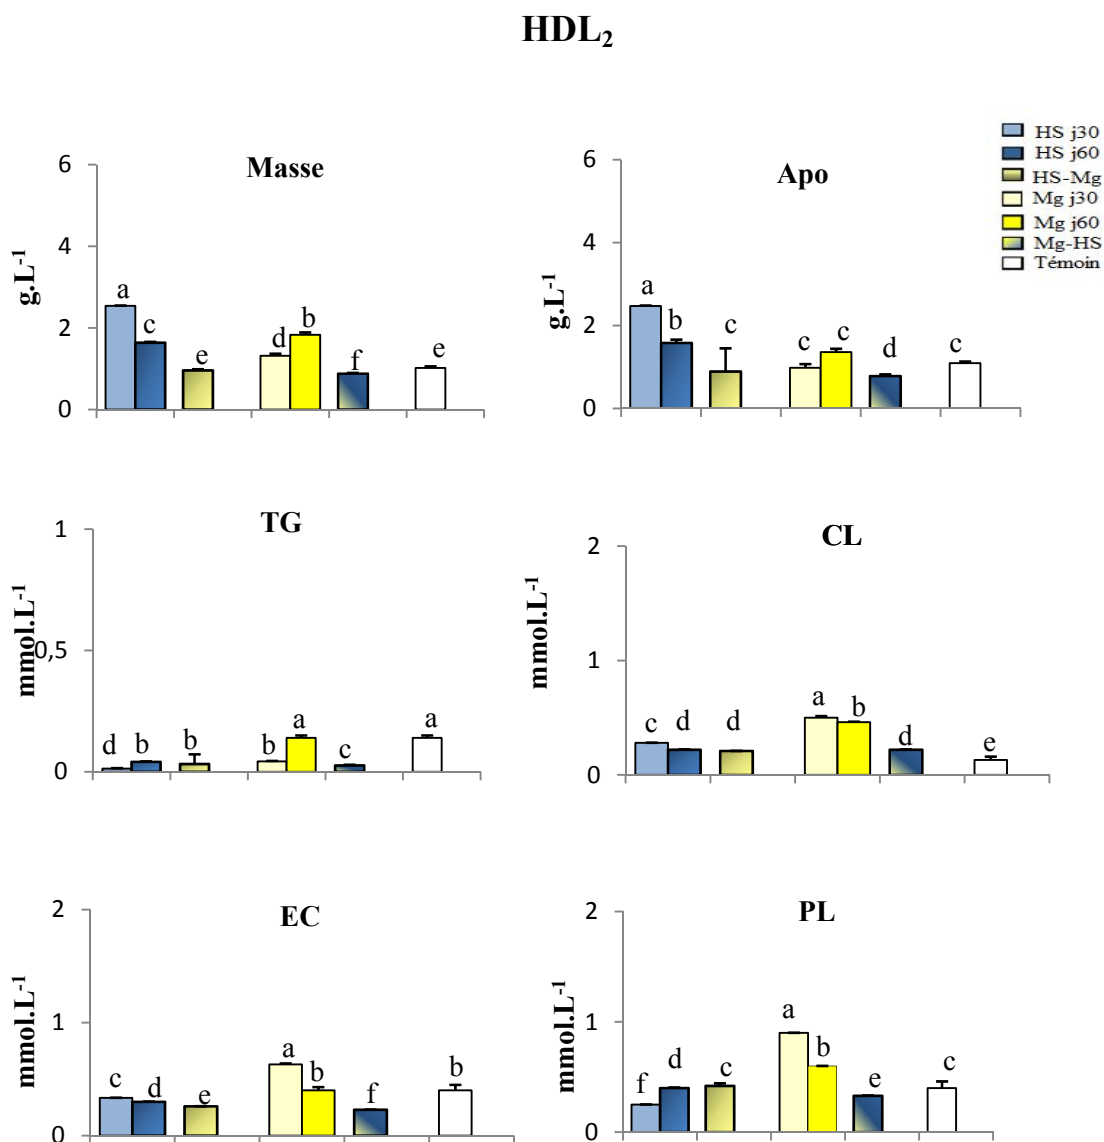 HDL₂
HS j30
HS j60
HS-Mg
Mg j30
Mg j60
Mg-HS
Témoin
Masse
g.L⁻¹
6
4
2
0
a
c
e
d
b
f
e
Apo
g.L⁻¹
6
4
2
0
a
b
c
c
c
d
c
TG
mmol.L⁻¹
1
0,5
0
d
b
b
b
a
c
a
CL
mmol.L⁻¹
2
1
0
c
d
d
a
b
d
e
EC
mmol.L⁻¹
2
1
0
c
d
e
a
b
f
b
PL
mmol.L⁻¹
2
1
0
f
d
c
a
b
e
c